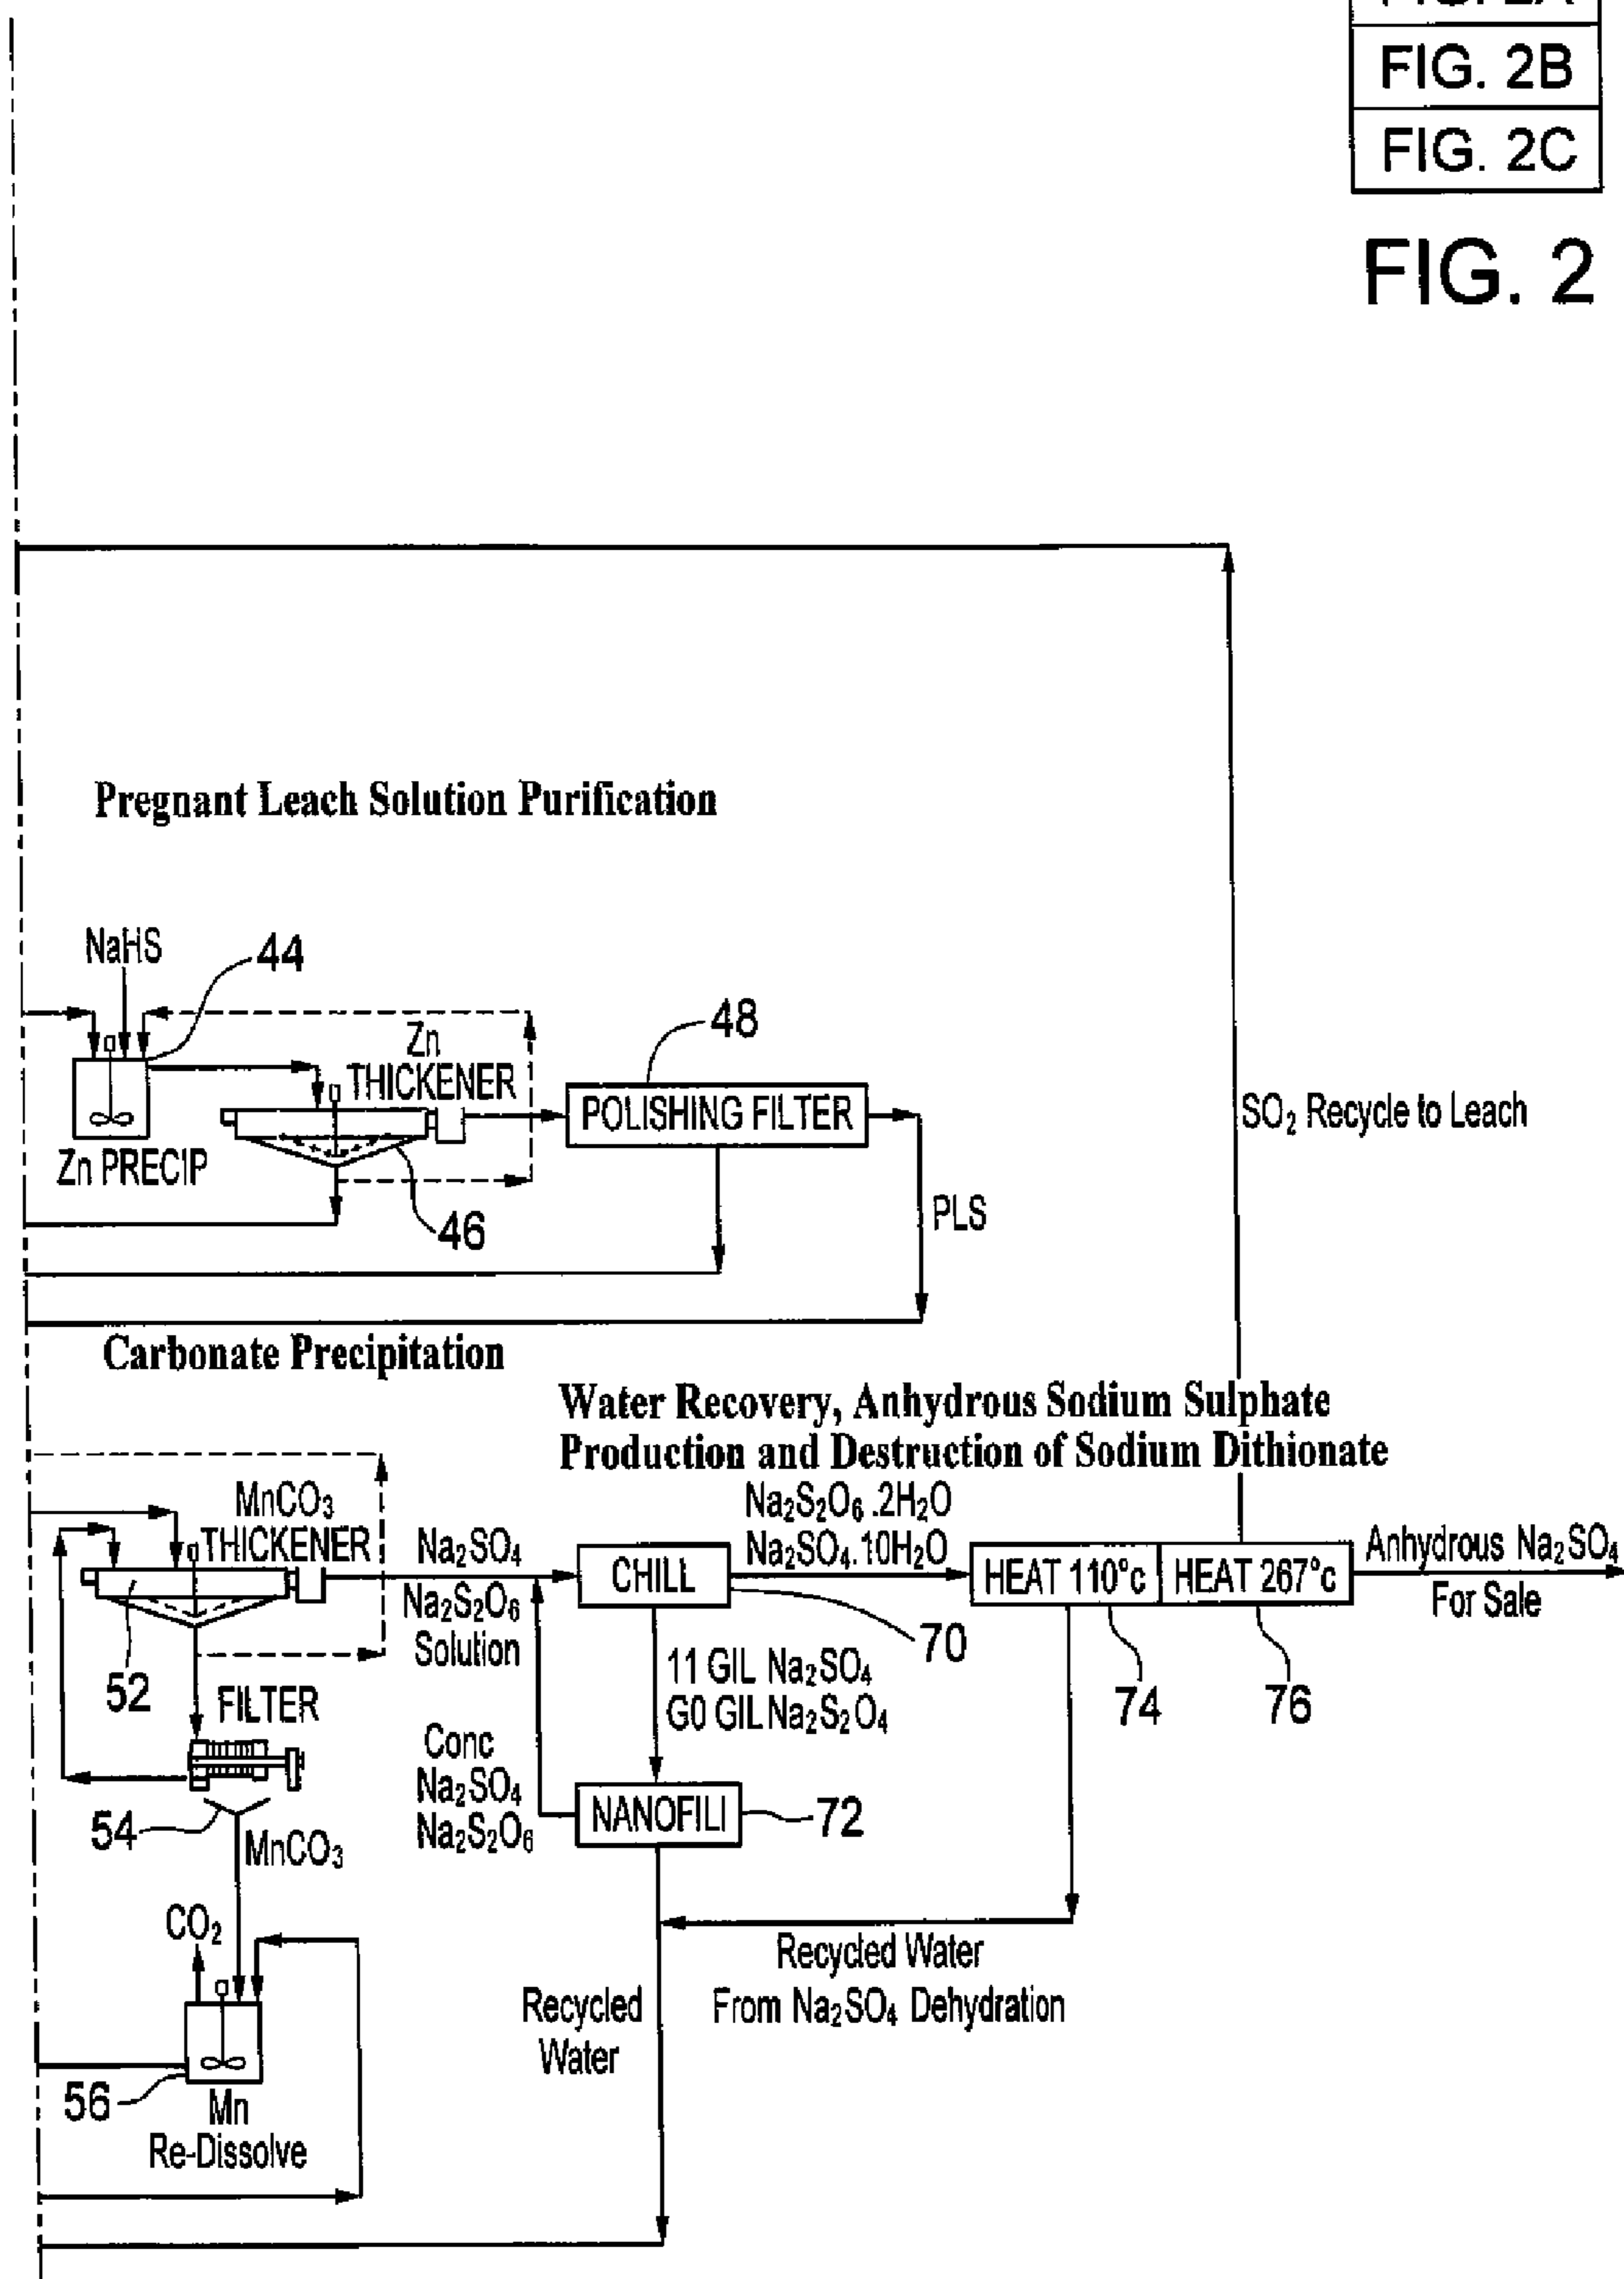 FIG. 2A
FIG. 2B
FIG. 2C
FIG. 2
Pregnant Leach Solution Purification
NaHS
44
Zn
THICKENER
48
POLISHING FILTER
Zn PRECIP
46
PLS
SO₂ Recycle to Leach
Carbonate Precipitation
Water Recovery, Anhydrous Sodium Sulphate
Production and Destruction of Sodium Dithionate
MnCO₃
THICKENER
Na₂SO₄
Na₂S₂O₆
Solution
CHILL
Na₂S₂O₆.2H₂O
Na₂SO₄.10H₂O
HEAT 110°c
HEAT 267°c
Anhydrous Na₂SO₄
For Sale
70
74
76
52
FILTER
11 GIL Na₂SO₄
G0 GIL Na₂S₂O₄
Conc
Na₂SO₄
Na₂S₂O₆
NANOFILI
72
54
MnCO₃
CO₂
Recycled Water
From Na₂SO₄ Dehydration
Recycled
Water
56
Mn
Re-Dissolve